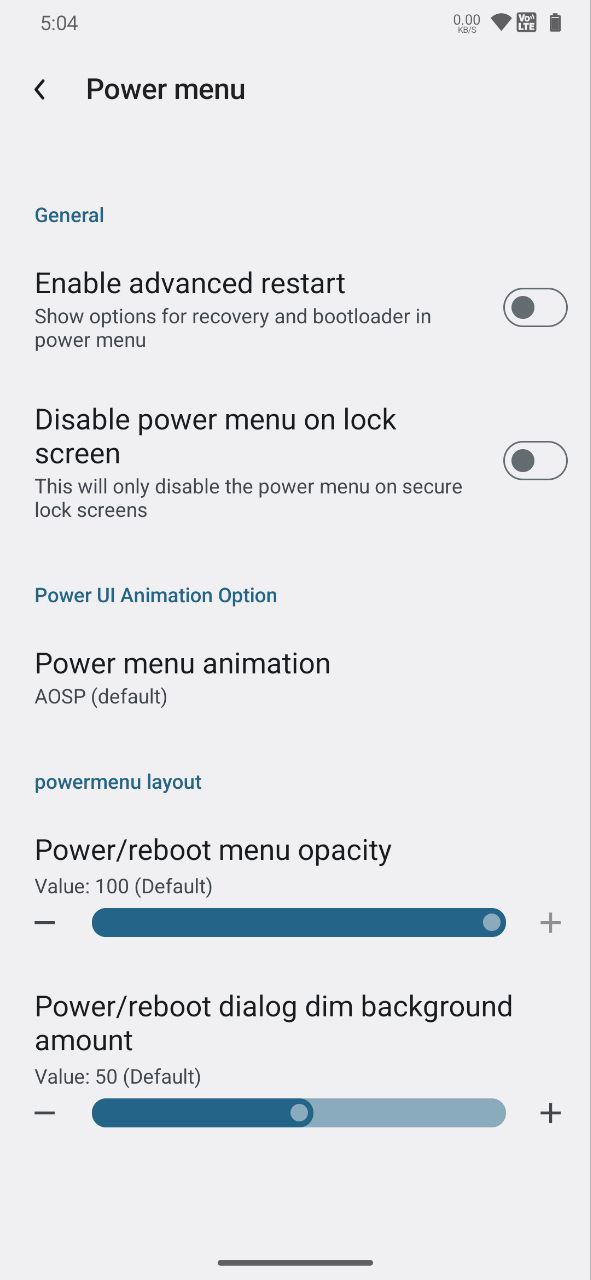 5:04
0.00
KB/S
Vo))
LTE
Power menu
General
Enable advanced restart
Show options for recovery and bootloader in
power menu
Disable power menu on lock
screen
This will only disable the power menu on secure
lock screens
Power UI Animation Option
Power menu animation
AOSP (default)
powermenu layout
Power/reboot menu opacity
Value: 100 (Default)
Power/reboot dialog dim background
amount
Value: 50 (Default)